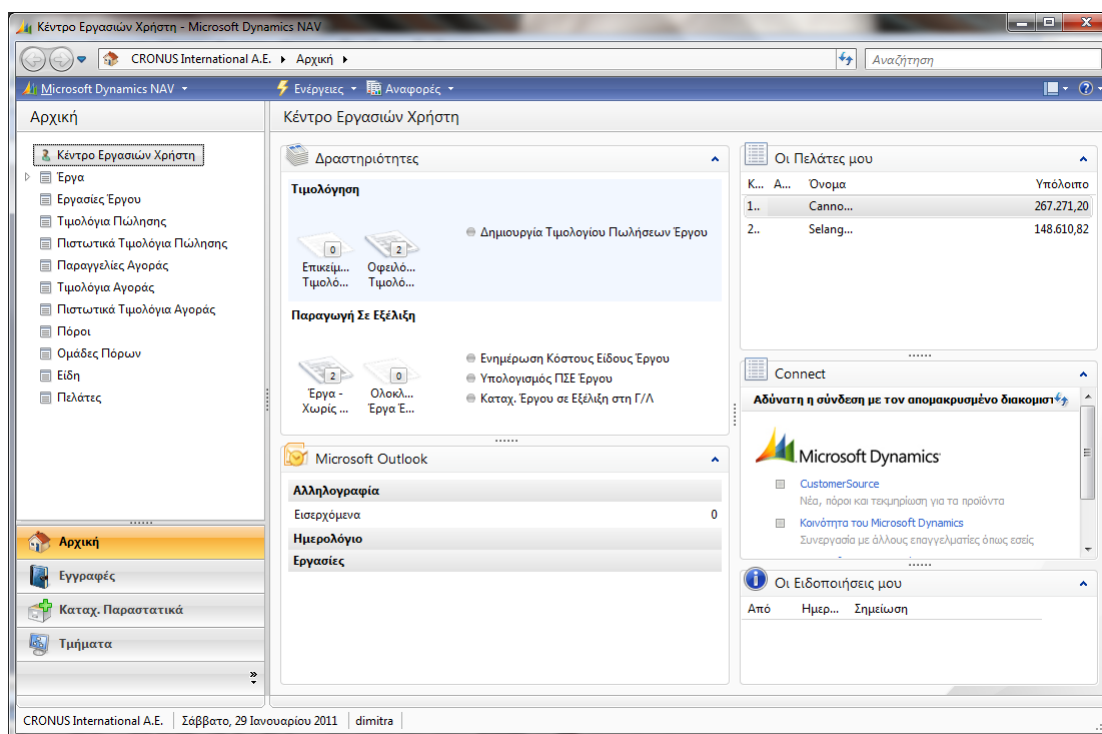 Κέντρο Εργασιών Χρήστη - Microsoft Dynamics NAV
CRONUS International A.E. Αρχική
Αναζήτηση
Microsoft Dynamics NAV
Ενέργειες Αναφορές
Αρχική
Κέντρο Εργασιών Χρήστη
Έργα
Εργασίες Έργου
Τιμολόγια Πώλησης
Πιστωτικά Τιμολόγια Πώλησης
Παραγγελίες Αγοράς
Τιμολόγια Αγοράς
Πιστωτικά Τιμολόγια Αγοράς
Πόροι
Ομάδες Πόρων
Είδη
Πελάτες
Αρχική
Εγγραφές
Καταχ. Παραστατικά
Τμήματα
Κέντρο Εργασιών Χρήστη
Δραστηριότητες
Τιμολόγηση
0 2
Επικείμ... Οφειλό...
Τιμολό... Τιμολό...
Δημιουργία Τιμολογίου Πωλήσεων Έργου
Παραγωγή Σε Εξέλιξη
2 0
Έργα - Ολοκλ...
Χωρίς ... Έργα Έ...
Ενημέρωση Κόστους Είδους Έργου
Υπολογισμός ΠΣΕ Έργου
Καταχ. Έργου σε Εξέλιξη στη Γ/Λ
Microsoft Outlook
Αλληλογραφία
Εισερχόμενα 0
Ημερολόγιο
Εργασίες
Οι Πελάτες μου
Κ... Α... Όνομα Υπόλοιπο
1.. Canno... 267.271,20
2.. Selang... 148.610,82
Connect
Αδύνατη η σύνδεση με τον απομακρυσμένο διακομιστ
Microsoft Dynamics
CustomerSource
Νέα, πόροι και τεκμηρίωση για τα προϊόντα
Κοινότητα του Microsoft Dynamics
Συνεργασία με άλλους επαγγελματίες όπως εσείς
Οι Ειδοποιήσεις μου
Από Ημερ... Σημείωση
CRONUS International A.E. Σάββατο, 29 Ιανουαρίου 2011 dimitra